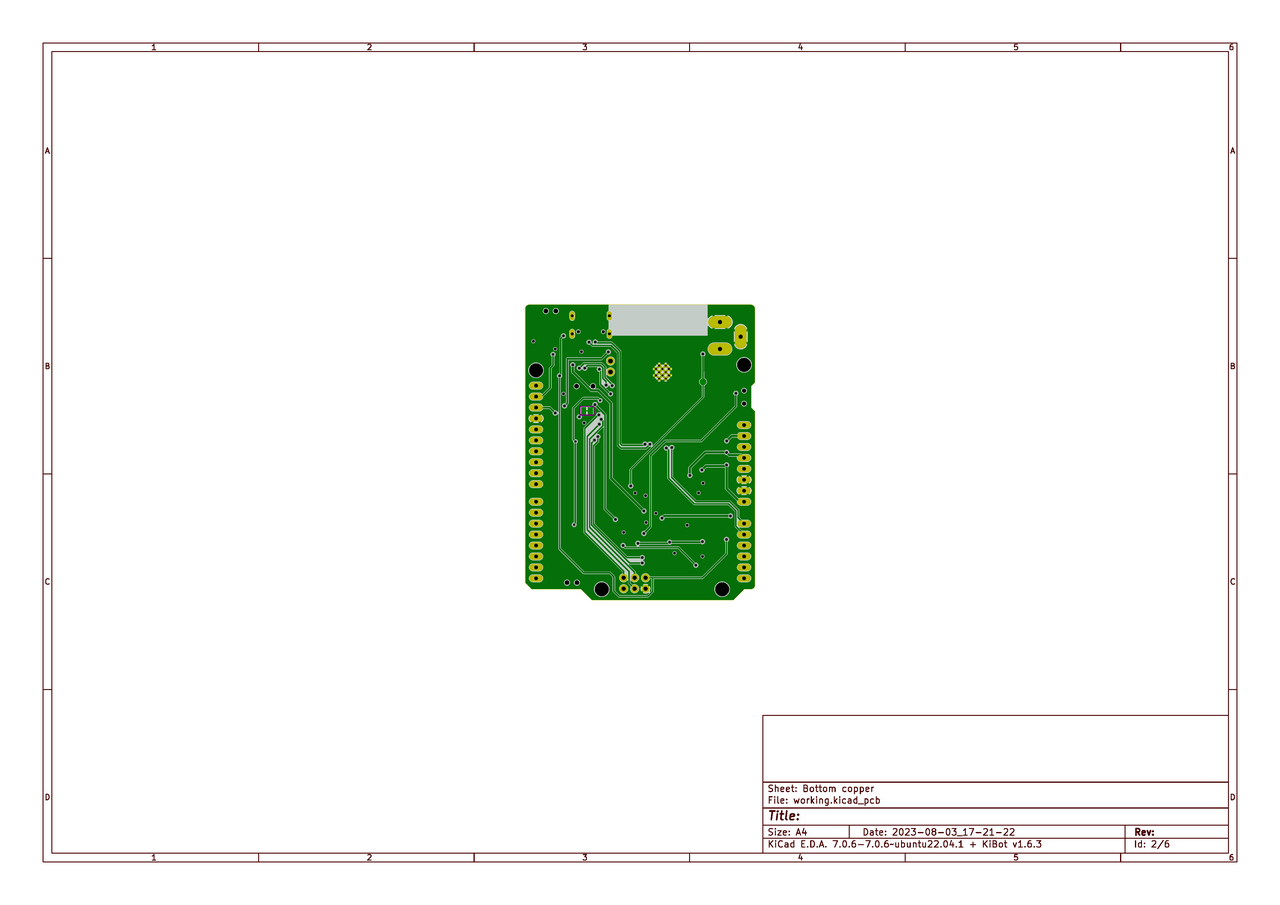 1 2 3 4 5 6
A A
B B
C C
D D
Sheet: Bottom copper
File: working.kicad_pcb
Title:
Size: A4 Date: 2023-08-03_17-21-22 Rev:
KiCad E.D.A. 7.0.6-7.0.6~ubuntu22.04.1 + KiBot v1.6.3 Id: 2/6
1 2 3 4 5 6